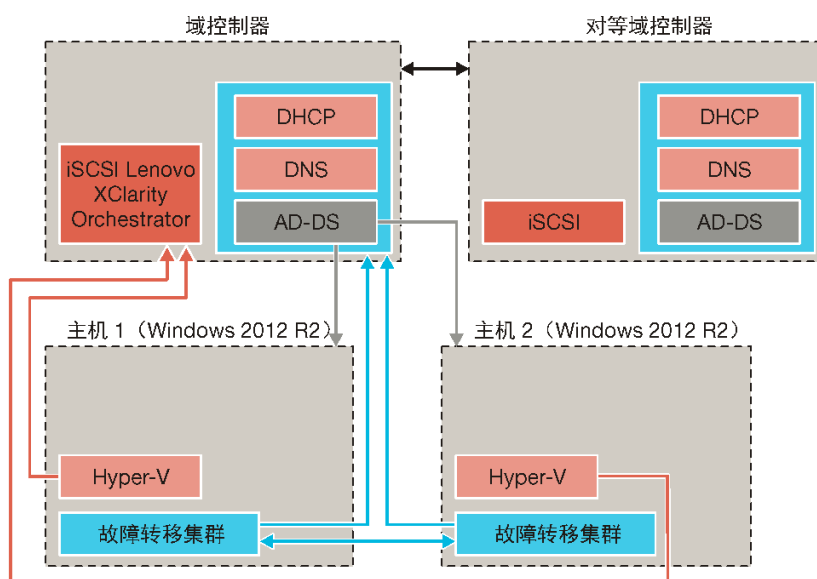 域控制器
对等域控制器
DHCP
DNS
AD-DS
iSCSI Lenovo
XClarity
Orchestrator
DHCP
DNS
AD-DS
iSCSI
主机 1（Windows 2012 R2）
主机 2（Windows 2012 R2）
Hyper-V
故障转移集群
Hyper-V
故障转移集群